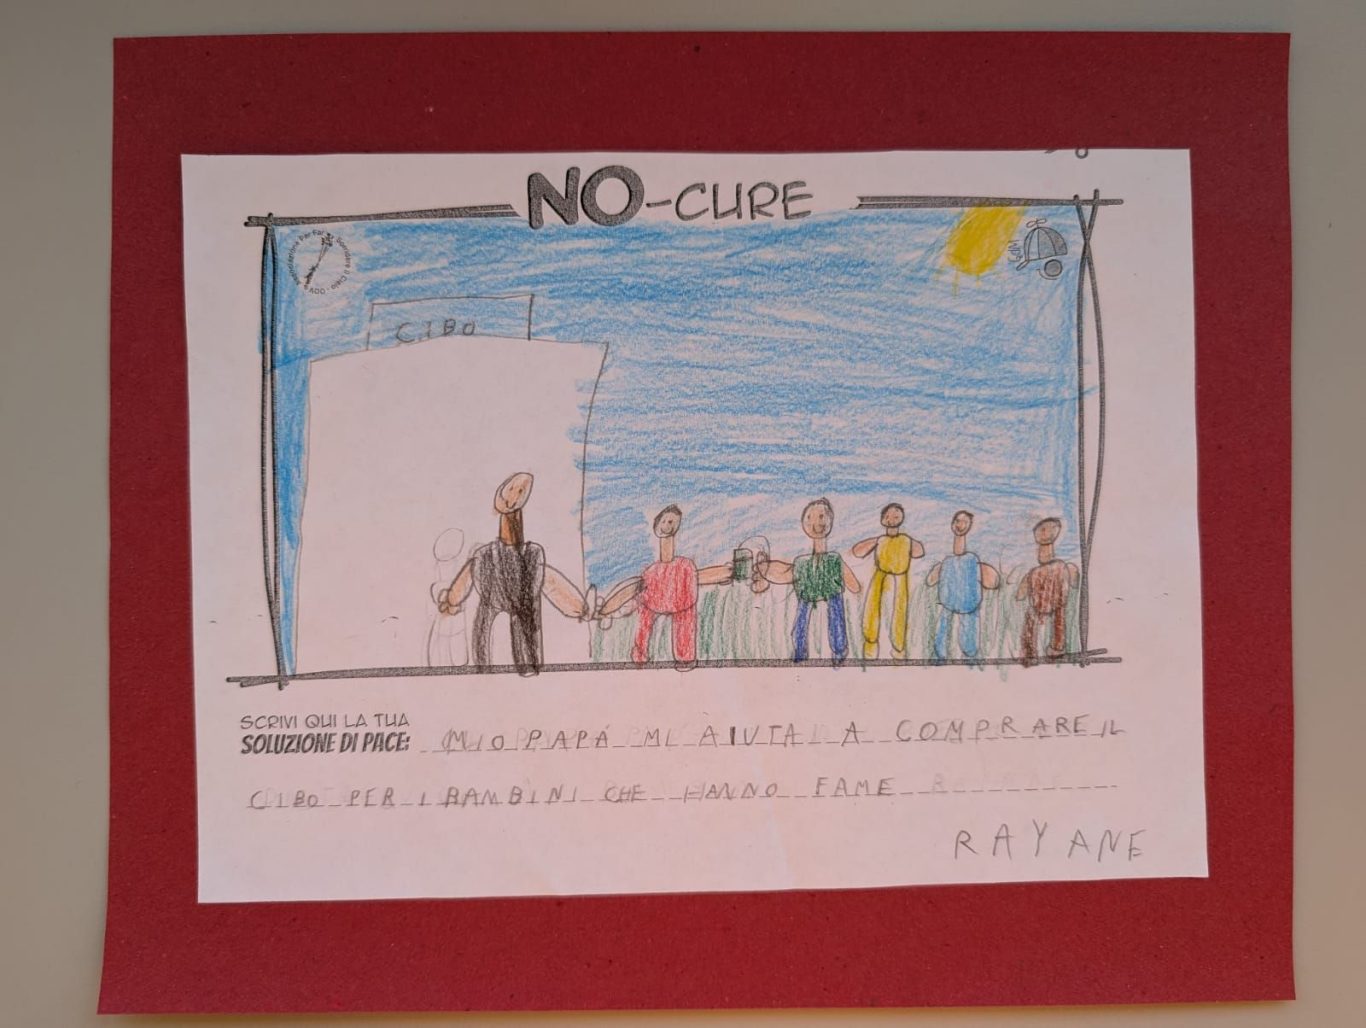 NO-CURE
CIBO
SCRIVI QUI LA TUA
SOLUZIONE DI PACE: MIO PAPÁ MI AIUTA A COMPRARE IL
CIBO PER I BAMBINI CHE HANNO FAME
RAYANE